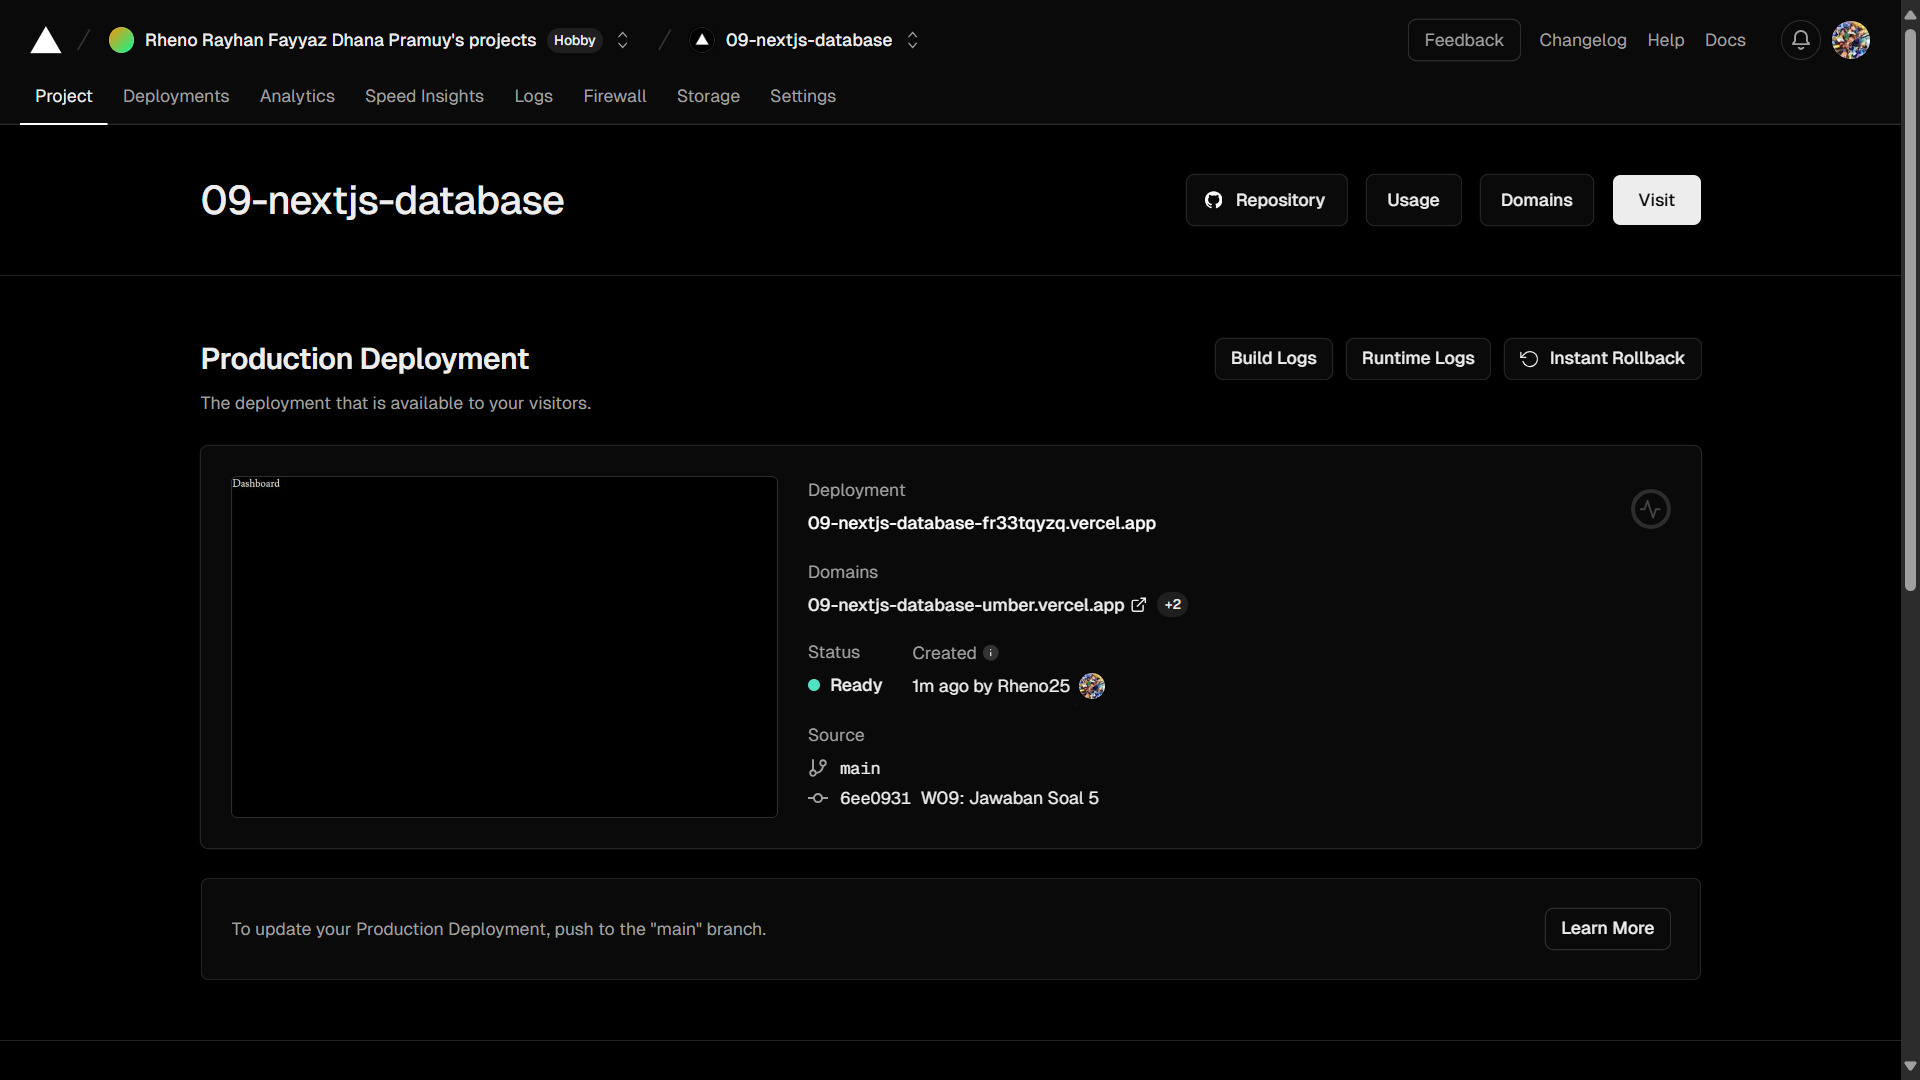 Rheno Rayhan Fayyaz Dhana Pramuy's projects Hobby 09-nextjs-database Feedback Changelog Help Docs
Project Deployments Analytics Speed Insights Logs Firewall Storage Settings
09-nextjs-database Repository Usage Domains Visit
Production Deployment Build Logs Runtime Logs Instant Rollback
The deployment that is available to your visitors.
Dashboard
Deployment
09-nextjs-database-fr33tqyzq.vercel.app
Domains
09-nextjs-database-umber.vercel.app +2
Status Created
Ready 1m ago by Rheno25
Source
main
6ee0931 W09: Jawaban Soal 5
To update your Production Deployment, push to the "main" branch. Learn More